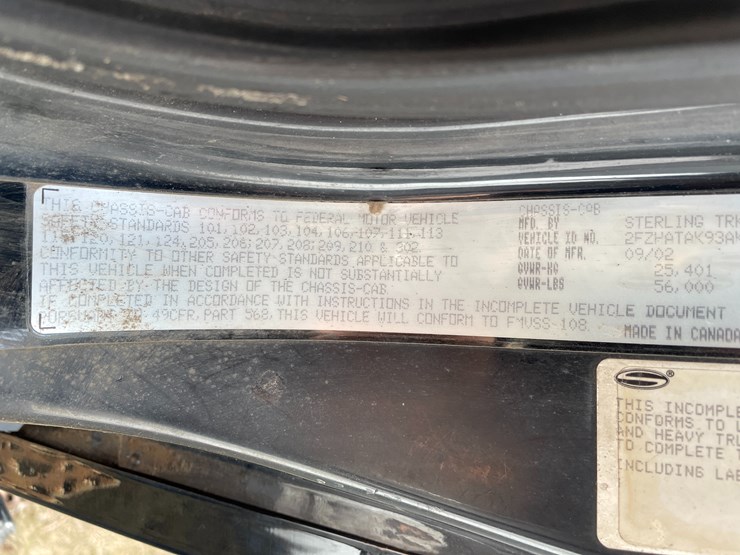 THIS CHASSIS-CAB CONFORMS TO FEDERAL MOTOR VEHICLE
SAFETY STANDARDS 101, 102, 103, 104, 106, 107, 111, 113
120, 121, 124, 205, 206, 207, 208, 209, 210 & 302
CONFORMITY TO OTHER SAFETY STANDARDS APPLICABLE TO
THIS VEHICLE WHEN COMPLETED IS NOT SUBSTANTIALLY
AFFECTED BY THE DESIGN OF THE CHASSIS-CAB
IF COMPLETED IN ACCORDANCE WITH INSTRUCTIONS IN THE INCOMPLETE VEHICLE DOCUMENT
PURSUANT TO 49CFR, PART 568, THIS VEHICLE WILL CONFORM TO FMVSS-108
CHASSIS-CAB
MFD. BY STERLING TR
VEHICLE ID NO. 2FZHATAK93A
DATE OF MFR. 09/02
GVWR-KG 25,401
GVWR-LBS 56,000
MADE IN CANADA
S®
THIS INCOMPLE
CONFORMS TO
AND HEAVY TR
TO COMPLETE
INCLUDING LA